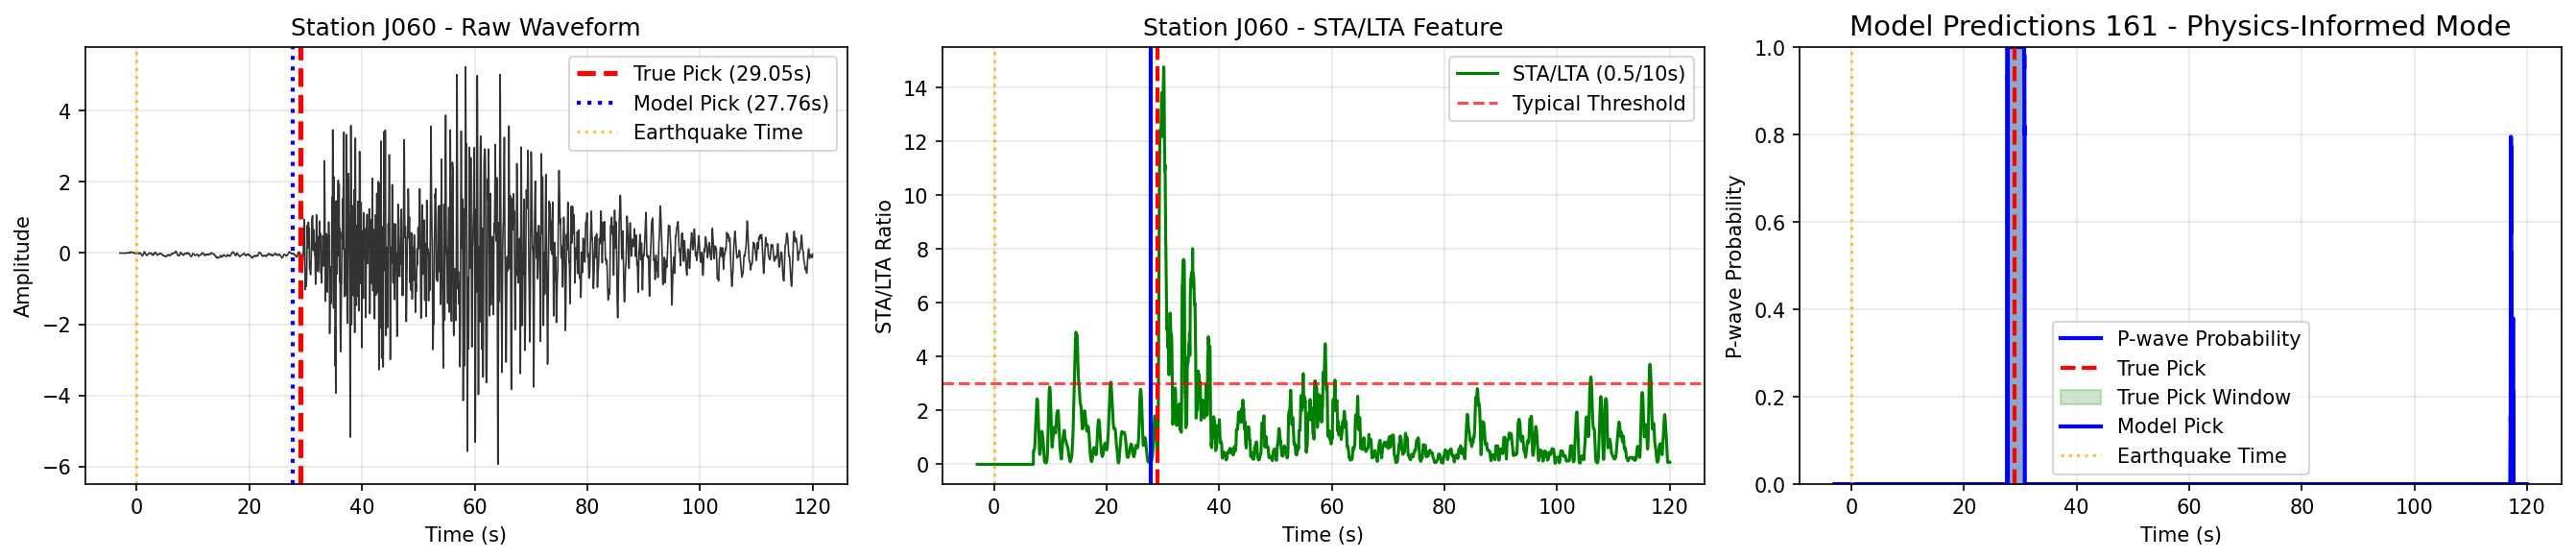 Station J060 - Raw Waveform
Amplitude
4
2
0
−2
−4
−6
True Pick (29.05s)
Model Pick (27.76s)
Earthquake Time
0 20 40 60 80 100 120
Time (s)
Station J060 - STA/LTA Feature
STA/LTA Ratio
14
12
10
8
6
4
2
0
STA/LTA (0.5/10s)
Typical Threshold
0 20 40 60 80 100 120
Time (s)
Model Predictions 161 - Physics-Informed Mode
P-wave Probability
1.0
0.8
0.6
0.4
0.2
0.0
P-wave Probability
True Pick
True Pick Window
Model Pick
Earthquake Time
0 20 40 60 80 100 120
Time (s)